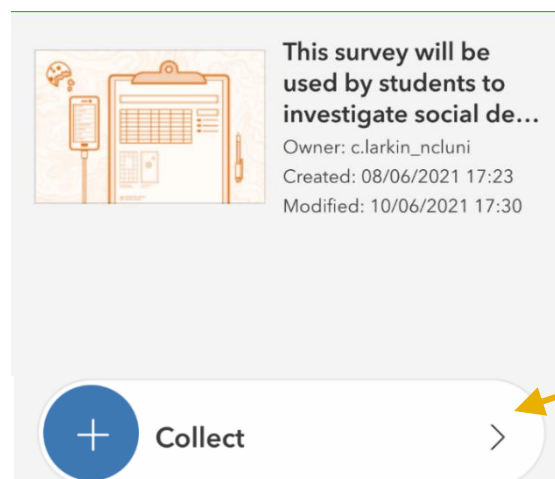 This survey will be
used by students to
investigate social de...
Owner: c.larkin_ncluni
Created: 08/06/2021 17:23
Modified: 10/06/2021 17:30
Collect